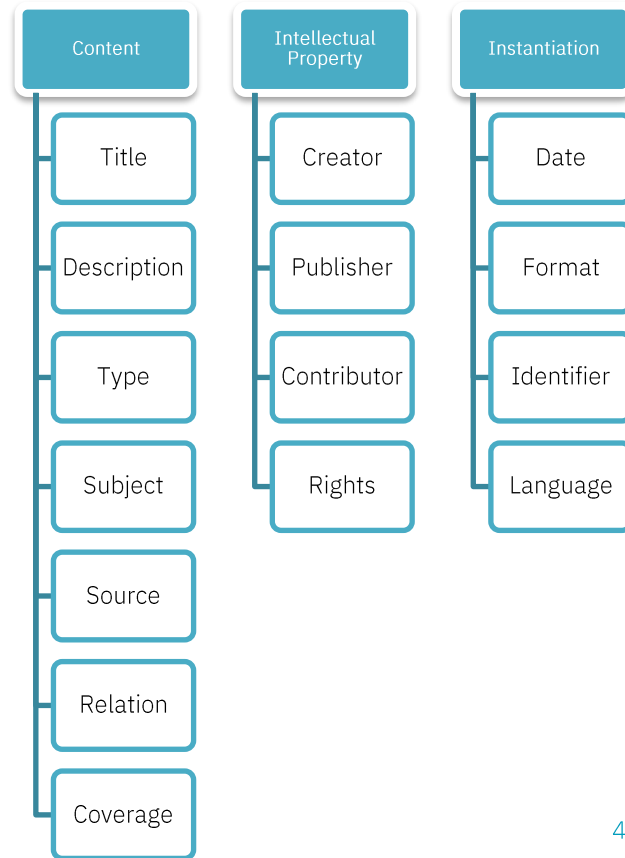 Content
Title
Description
Type
Subject
Source
Relation
Coverage
Intellectual
Property
Creator
Publisher
Contributor
Rights
Instantiation
Date
Format
Identifier
Language
4